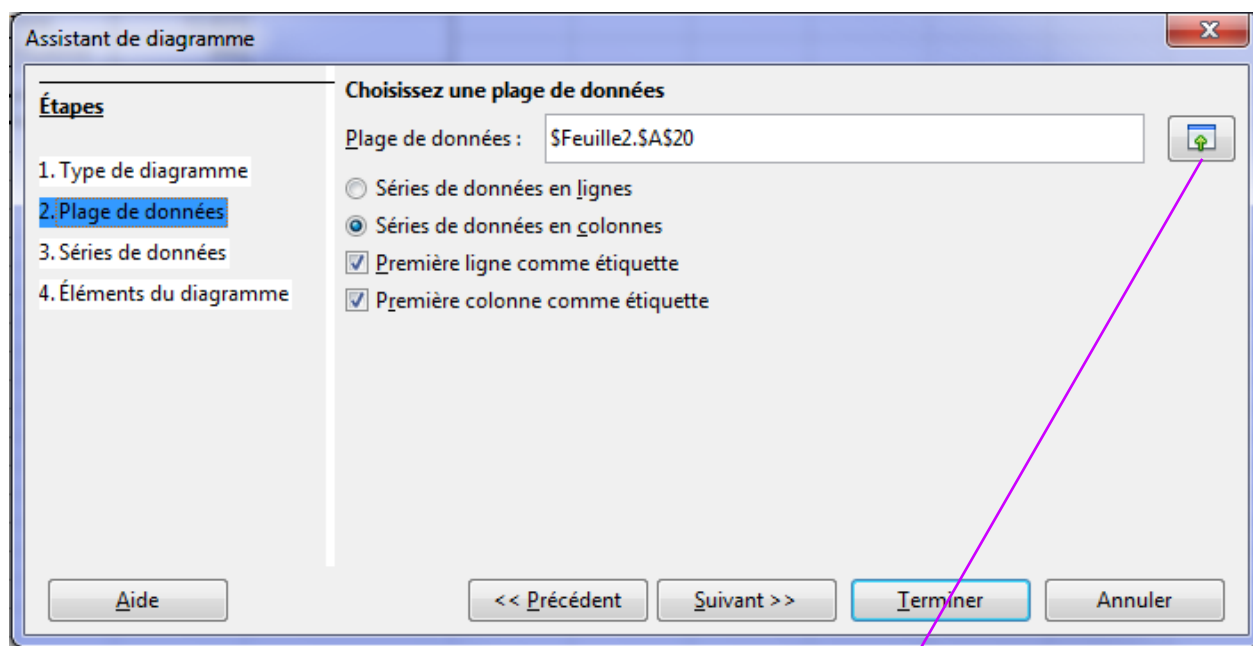 Assistant de diagramme
x
Étapes
1. Type de diagramme
2. Plage de données
3. Séries de données
4. Éléments du diagramme
Choisissez une plage de données
Plage de données :
$Feuille2.$A$20
Séries de données en lignes
Séries de données en colonnes
Première ligne comme étiquette
Première colonne comme étiquette
Aide
<< Précédent
Suivant >>
Terminer
Annuler